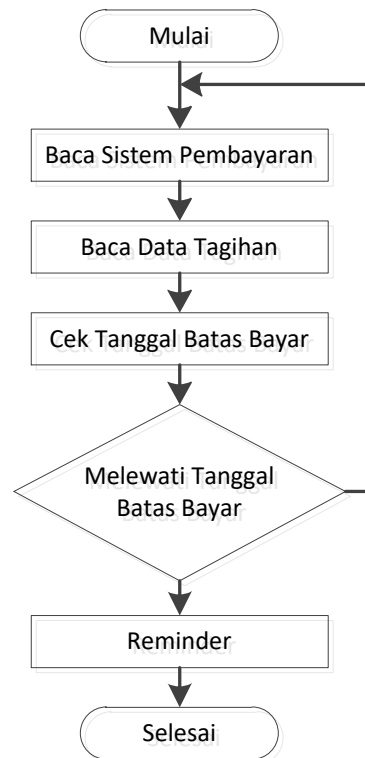 Mulai
Baca Sistem Pembayaran
Baca Data Tagihan
Cek Tanggal Batas Bayar
Melewati Tanggal
Batas Bayar
Reminder
Selesai